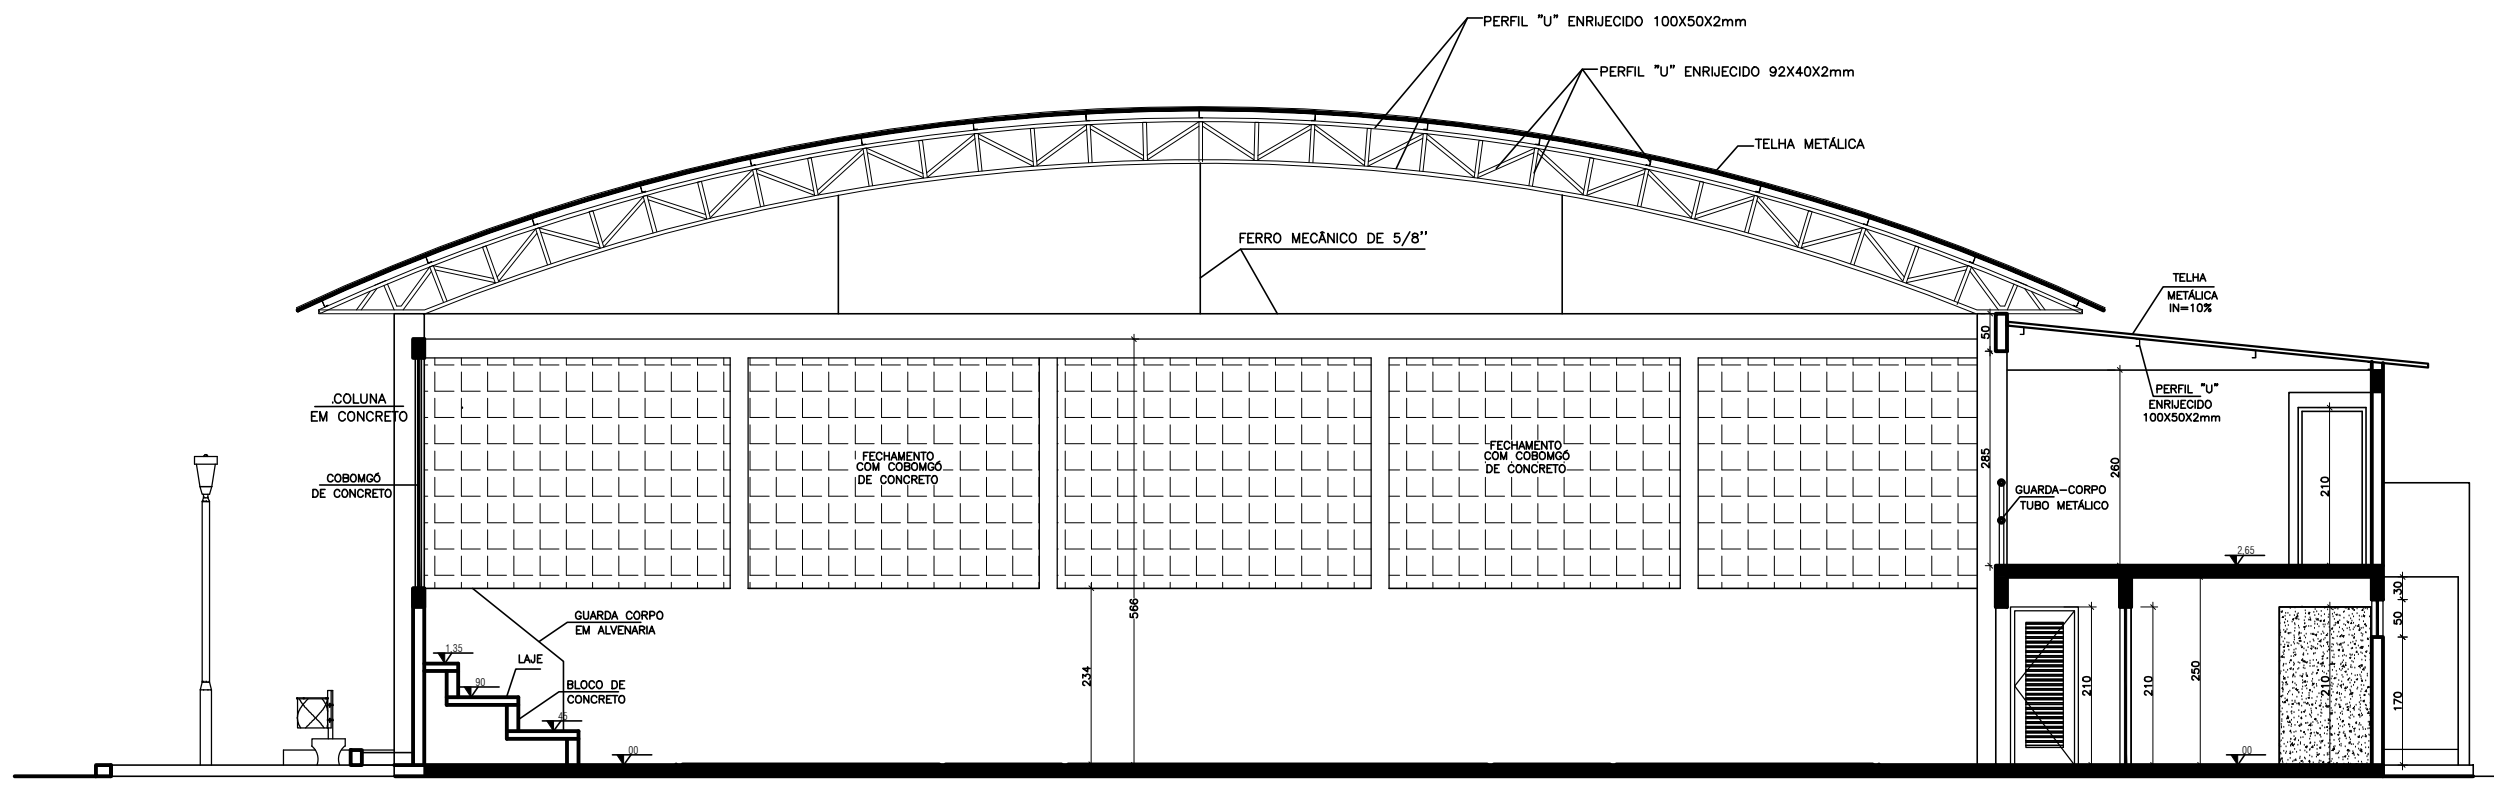 PERFIL "U" ENRIJECIDO 100X50X2mm
PERFIL "U" ENRIJECIDO 92X40X2mm
TELHA METÁLICA
FERRO MECÂNICO DE 5/8''
TELHA
METÁLICA
IN=10%
50
.COLUNA
EM CONCRETO
PERFIL "U"
ENRIJECIDO
100X50X2mm
FECHAMENTO
COM COBOMGÓ
DE CONCRETO
FECHAMENTO
COM COBOMGÓ
DE CONCRETO
285
260
210
COBOMGÓ
DE CONCRETO
GUARDA-CORPO
TUBO METÁLICO
2,65
566
30
50
GUARDA CORPO
EM ALVENARIA
1,35
LAJE
90
BLOCO DE
CONCRETO
45
234
210
210
250
210
170
00
00